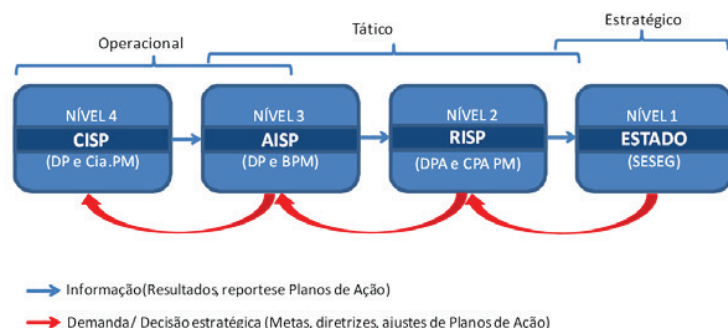 Estratégico
Tático
Operacional
NÍVEL 4
CISP
(DP e Cia.PM)
NÍVEL 3
AISP
(DP e BPM)
NÍVEL 2
RISP
(DPA e CPA PM)
NÍVEL 1
ESTADO
(SESEG)
Informação(Resultados, reportese Planos de Ação)
Demanda/ Decisão estratégica (Metas, diretrizes, ajustes de Planos de Ação)